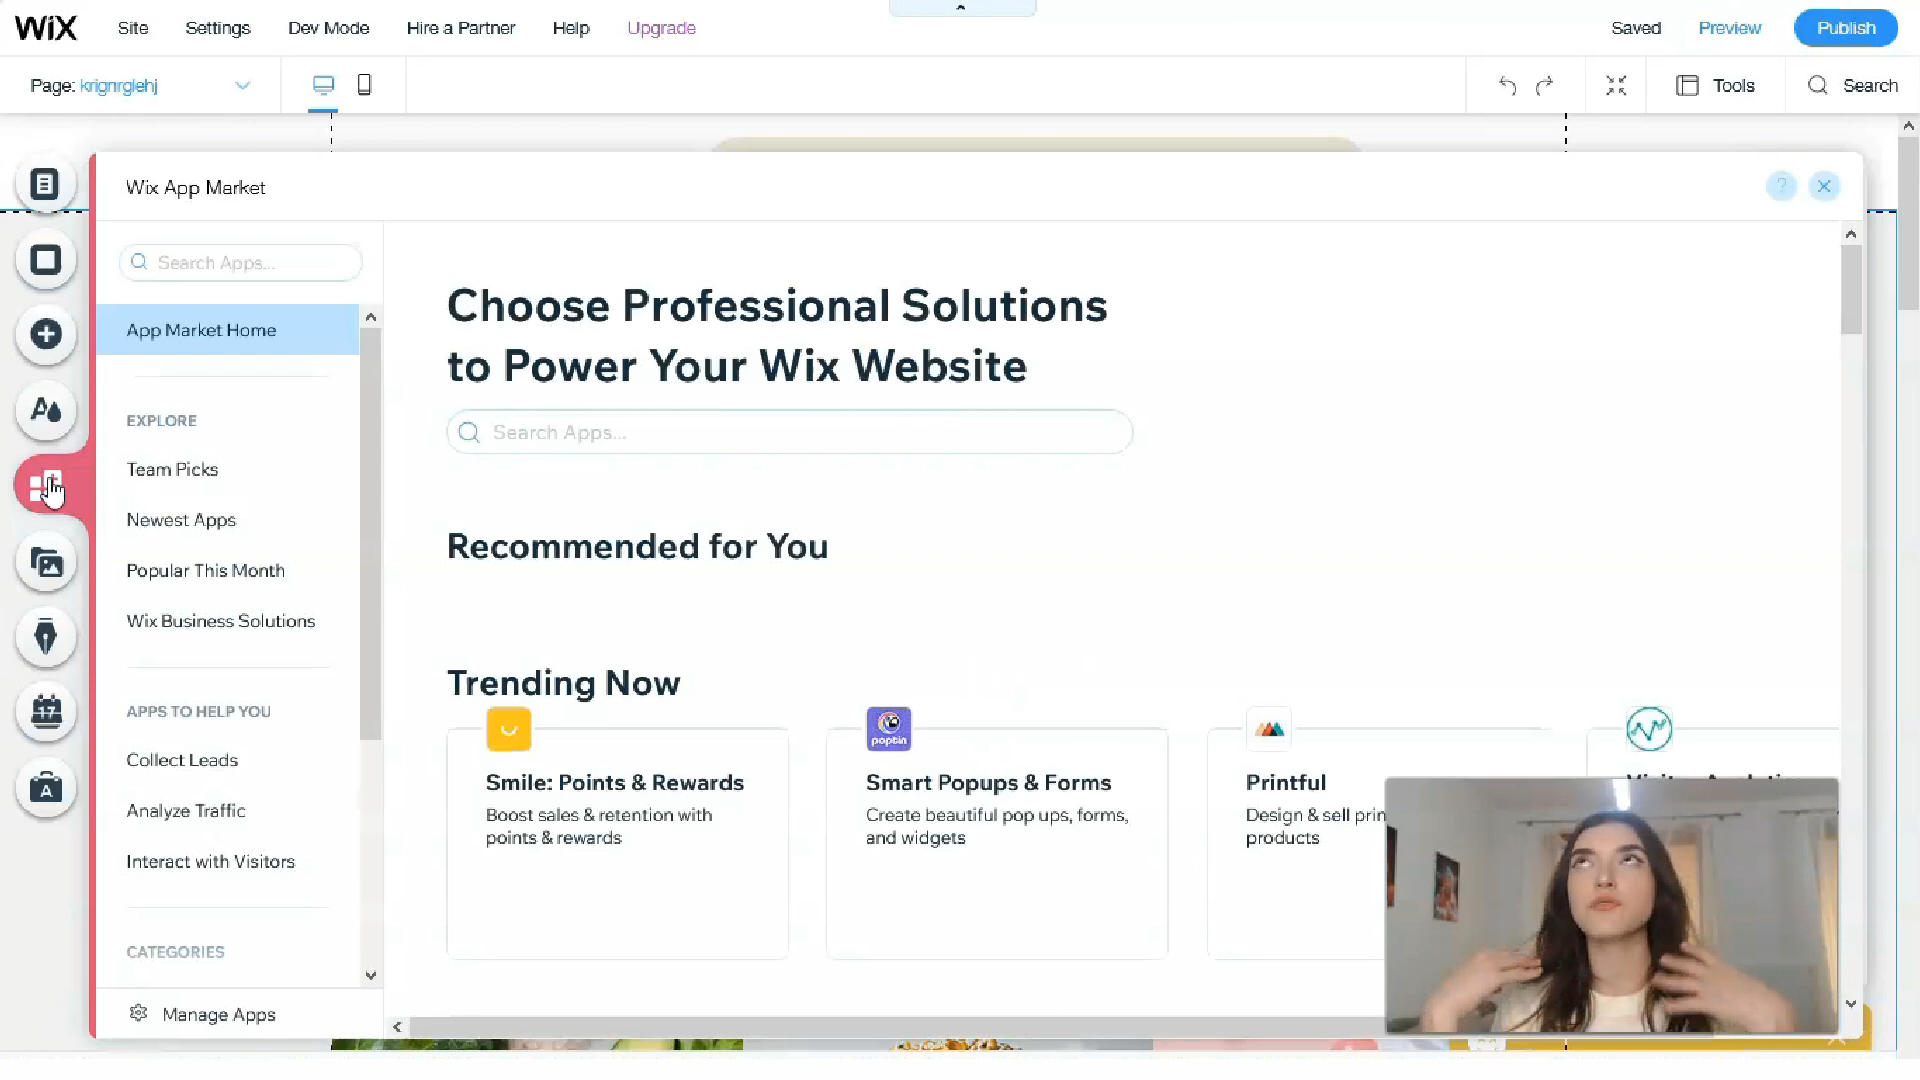 WiX Site Settings Dev Mode Hire a Partner Help Upgrade Saved Preview Publish
Page: krignrglehj Tools Search
Wix App Market ?
Search Apps...
App Market Home
EXPLORE
Team Picks
Newest Apps
Popular This Month
Wix Business Solutions
APPS TO HELP YOU
Collect Leads
Analyze Traffic
Interact with Visitors
CATEGORIES
Manage Apps
17
A
Choose Professional Solutions
to Power Your Wix Website
Search Apps...
Recommended for You
Trending Now
Smile: Points & Rewards
Boost sales & retention with
points & rewards
poptin
Smart Popups & Forms
Create beautiful pop ups, forms,
and widgets
Printful
Design & sell prin
products